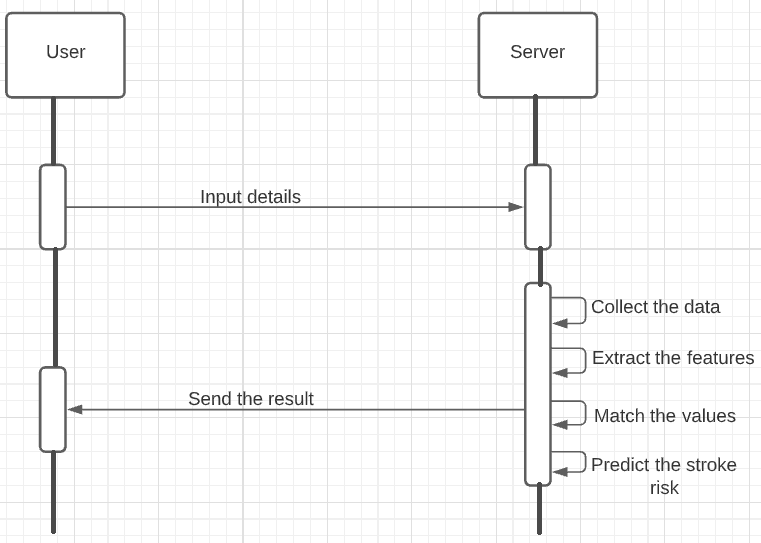 User
Server
Input details
Collect the data
Extract the features
Send the result
Match the values
Predict the stroke
risk